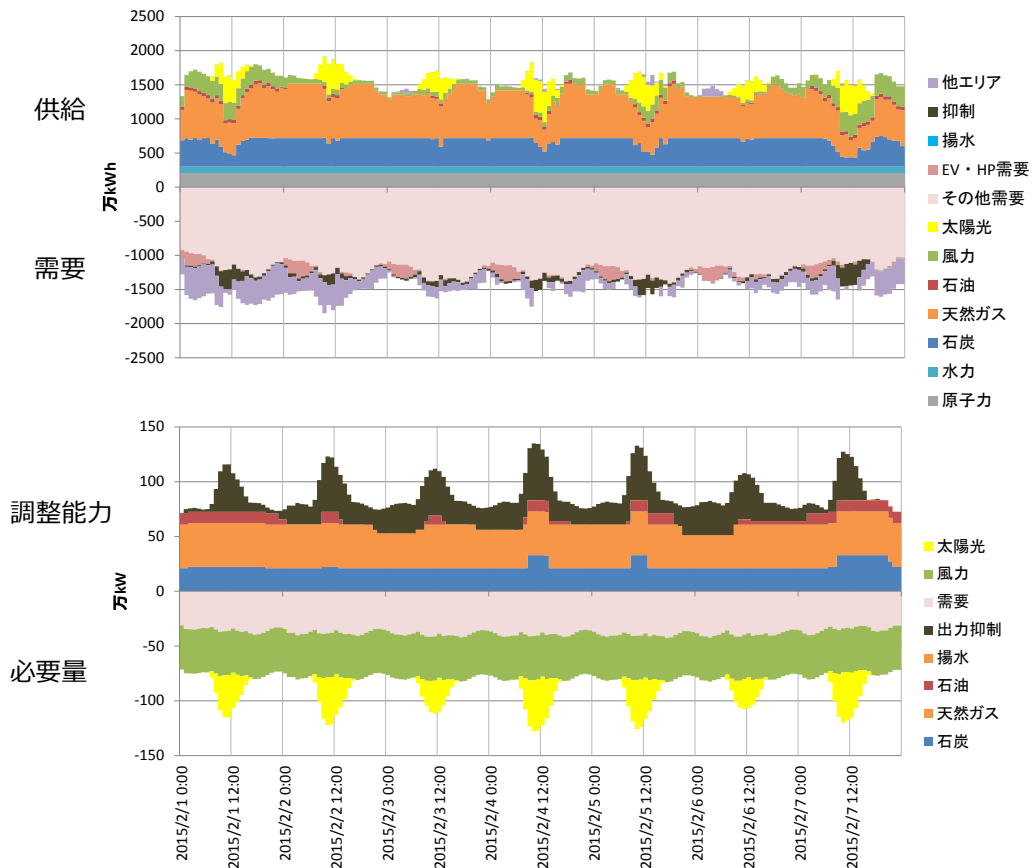 2500
2000
1500
1000
500
0
-500
-1000
-1500
-2000
-2500
万kWh
供給
需要
他エリア
抑制
揚水
EV・HP需要
その他需要
太陽光
風力
石油
天然ガス
石炭
水力
原子力
150
100
50
0
-50
-100
-150
万kW
調整能力
必要量
太陽光
風力
需要
出力抑制
揚水
石油
天然ガス
石炭
2015/2/1 0:00
2015/2/1 12:00
2015/2/2 0:00
2015/2/2 12:00
2015/2/3 0:00
2015/2/3 12:00
2015/2/4 0:00
2015/2/4 12:00
2015/2/5 0:00
2015/2/5 12:00
2015/2/6 0:00
2015/2/6 12:00
2015/2/7 0:00
2015/2/7 12:00